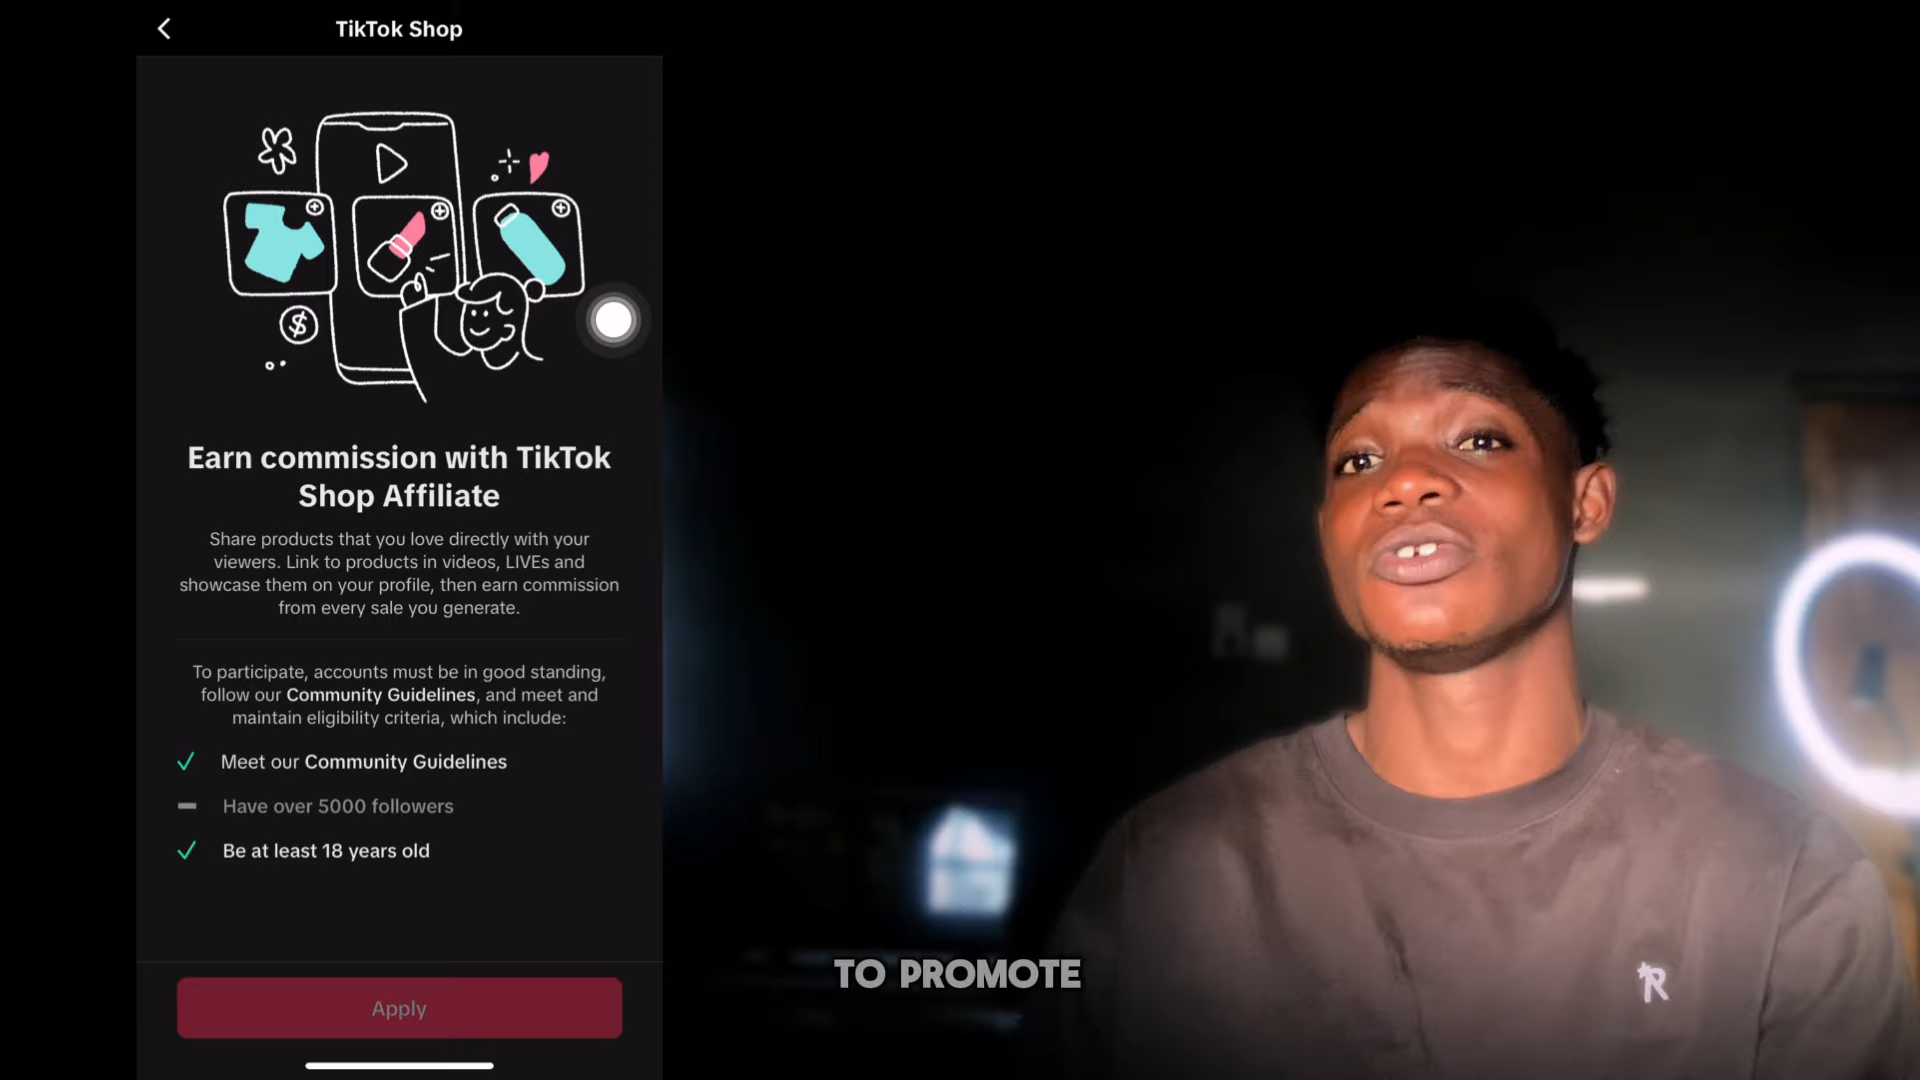 TikTok Shop
$
Earn commission with TikTok
Shop Affiliate
Share products that you love directly with your
viewers. Link to products in videos, LIVEs and
showcase them on your profile, then earn commission
from every sale you generate.
To participate, accounts must be in good standing,
follow our Community Guidelines, and meet and
maintain eligibility criteria, which include:
Meet our Community Guidelines
Have over 5000 followers
Be at least 18 years old
Apply
TO PROMOTE
R